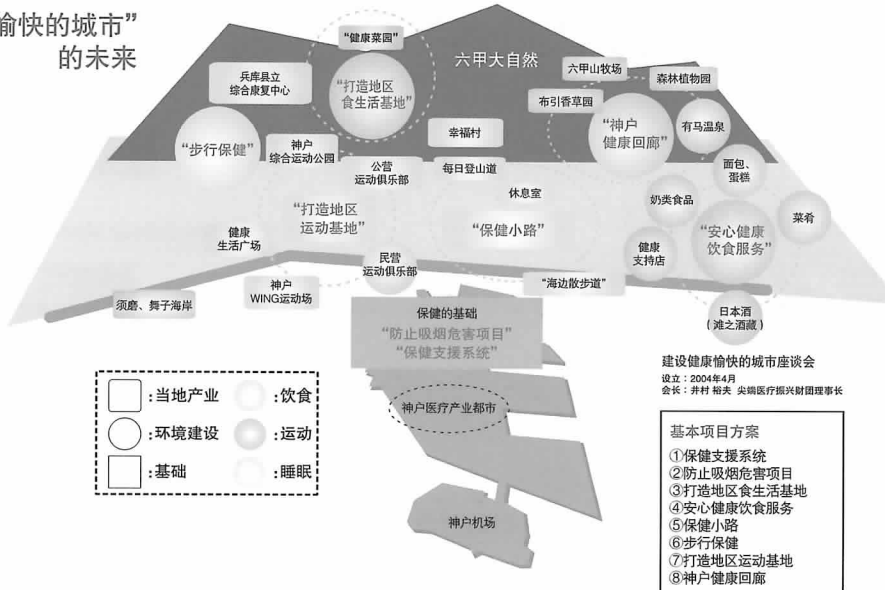 愉快的城市”
的未来
“健康菜园”
六甲大自然
兵库县立
综合康复中心
“打造地区
食生活基地”
六甲山牧场
森林植物园
布引香草园
“神户
健康回廊”
有马温泉
幸福村
“步行保健”
神户
综合运动公园
公营
运动俱乐部
每日登山道
面包、
蛋糕
休息室
奶类食品
菜肴
“打造地区
运动基地”
“保健小路”
“安心健康
饮食服务”
健康
生活广场
健康
支持店
民营
运动俱乐部
神户
WING运动场
“海边散步道”
须磨、舞子海岸
日本酒
（滩之酒藏）
保健的基础
“防止吸烟危害项目”
“保健支援系统”
建设健康愉快的城市座谈会
设立：2004年4月
会长：井村 裕夫 尖端医疗振兴财团理事长
:当地产业
:饮食
:环境建设
:运动
:基础
:睡眠
神户医疗产业都市
神户机场
基本项目方案
①保健支援系统
②防止吸烟危害项目
③打造地区食生活基地
④安心健康饮食服务
⑤保健小路
⑥步行保健
⑦打造地区运动基地
⑧神户健康回廊